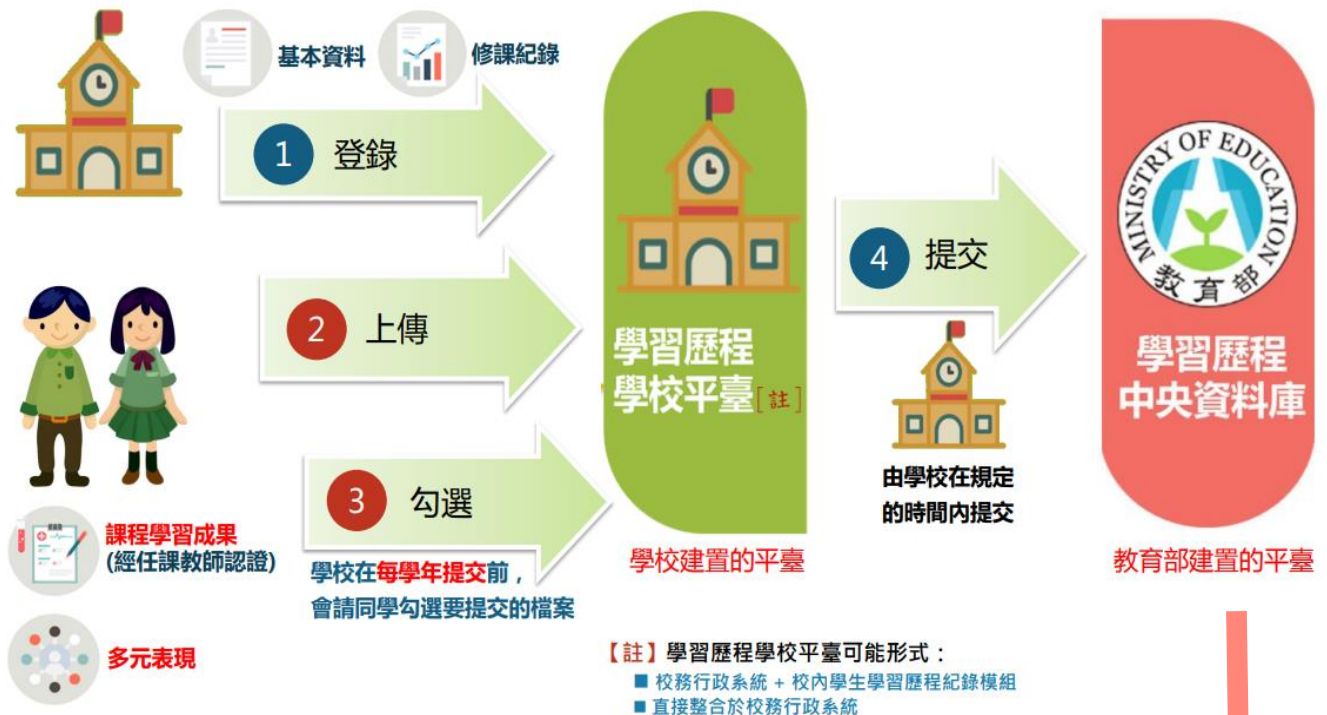 基本資料
修課紀錄
1 登錄
2 上傳
3 勾選
課程學習成果
(經任課教師認證)
多元表現
學校在每學年提交前，
會請同學勾選要提交的檔案
學習歷程
學校平臺[註]
學校建置的平臺
4 提交
由學校在規定
的時間內提交
MINISTRY OF EDUCATION
教育部
學習歷程
中央資料庫
教育部建置的平臺
【註】學習歷程學校平臺可能形式：
■ 校務行政系統 + 校內學生學習歷程紀錄模組
■ 直接整合於校務行政系統